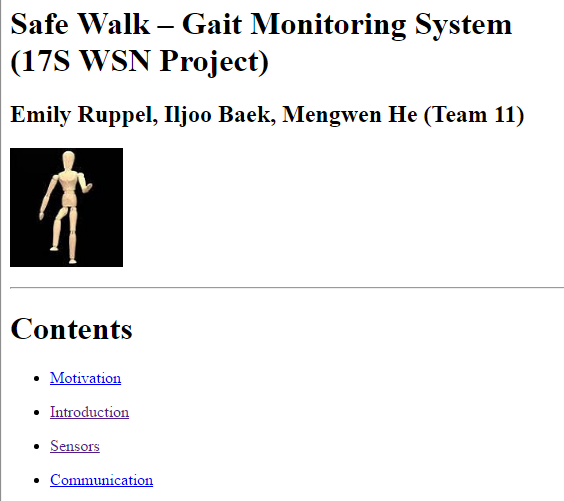 Safe Walk – Gait Monitoring System
(17S WSN Project)
Emily Ruppel, Iljoo Baek, Mengwen He (Team 11)
Contents
Motivation
Introduction
Sensors
Communication